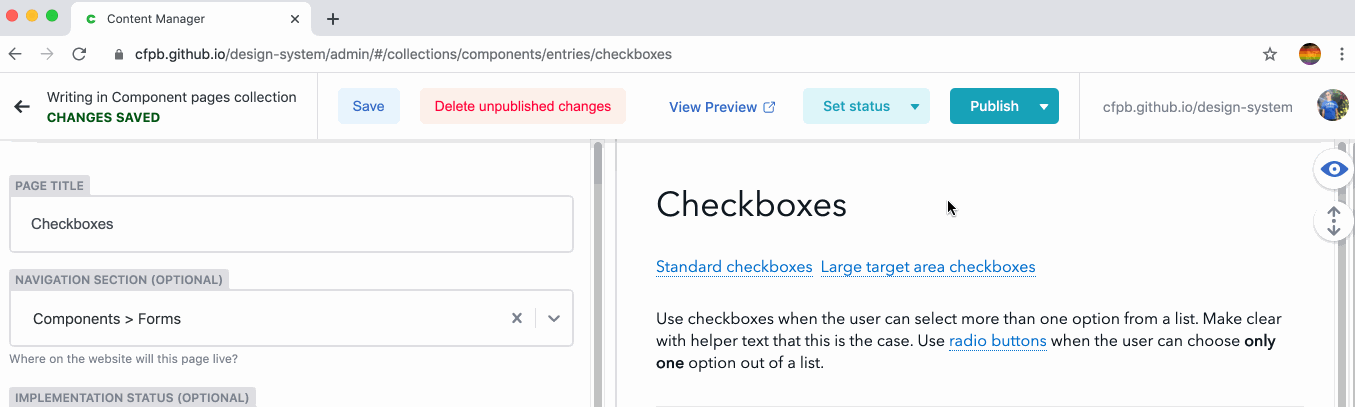 Content Manager
cfpb.github.io/design-system/admin/#/collections/components/entries/checkboxes
Writing in Component pages collection
CHANGES SAVED
Save
Delete unpublished changes
View Preview
Set status
Publish
cfpb.github.io/design-system
PAGE TITLE
Checkboxes
NAVIGATION SECTION (OPTIONAL)
Components > Forms
Where on the website will this page live?
IMPLEMENTATION STATUS (OPTIONAL)
Checkboxes
Standard checkboxes Large target area checkboxes
Use checkboxes when the user can select more than one option from a list. Make clear
with helper text that this is the case. Use radio buttons when the user can choose only
one option out of a list.